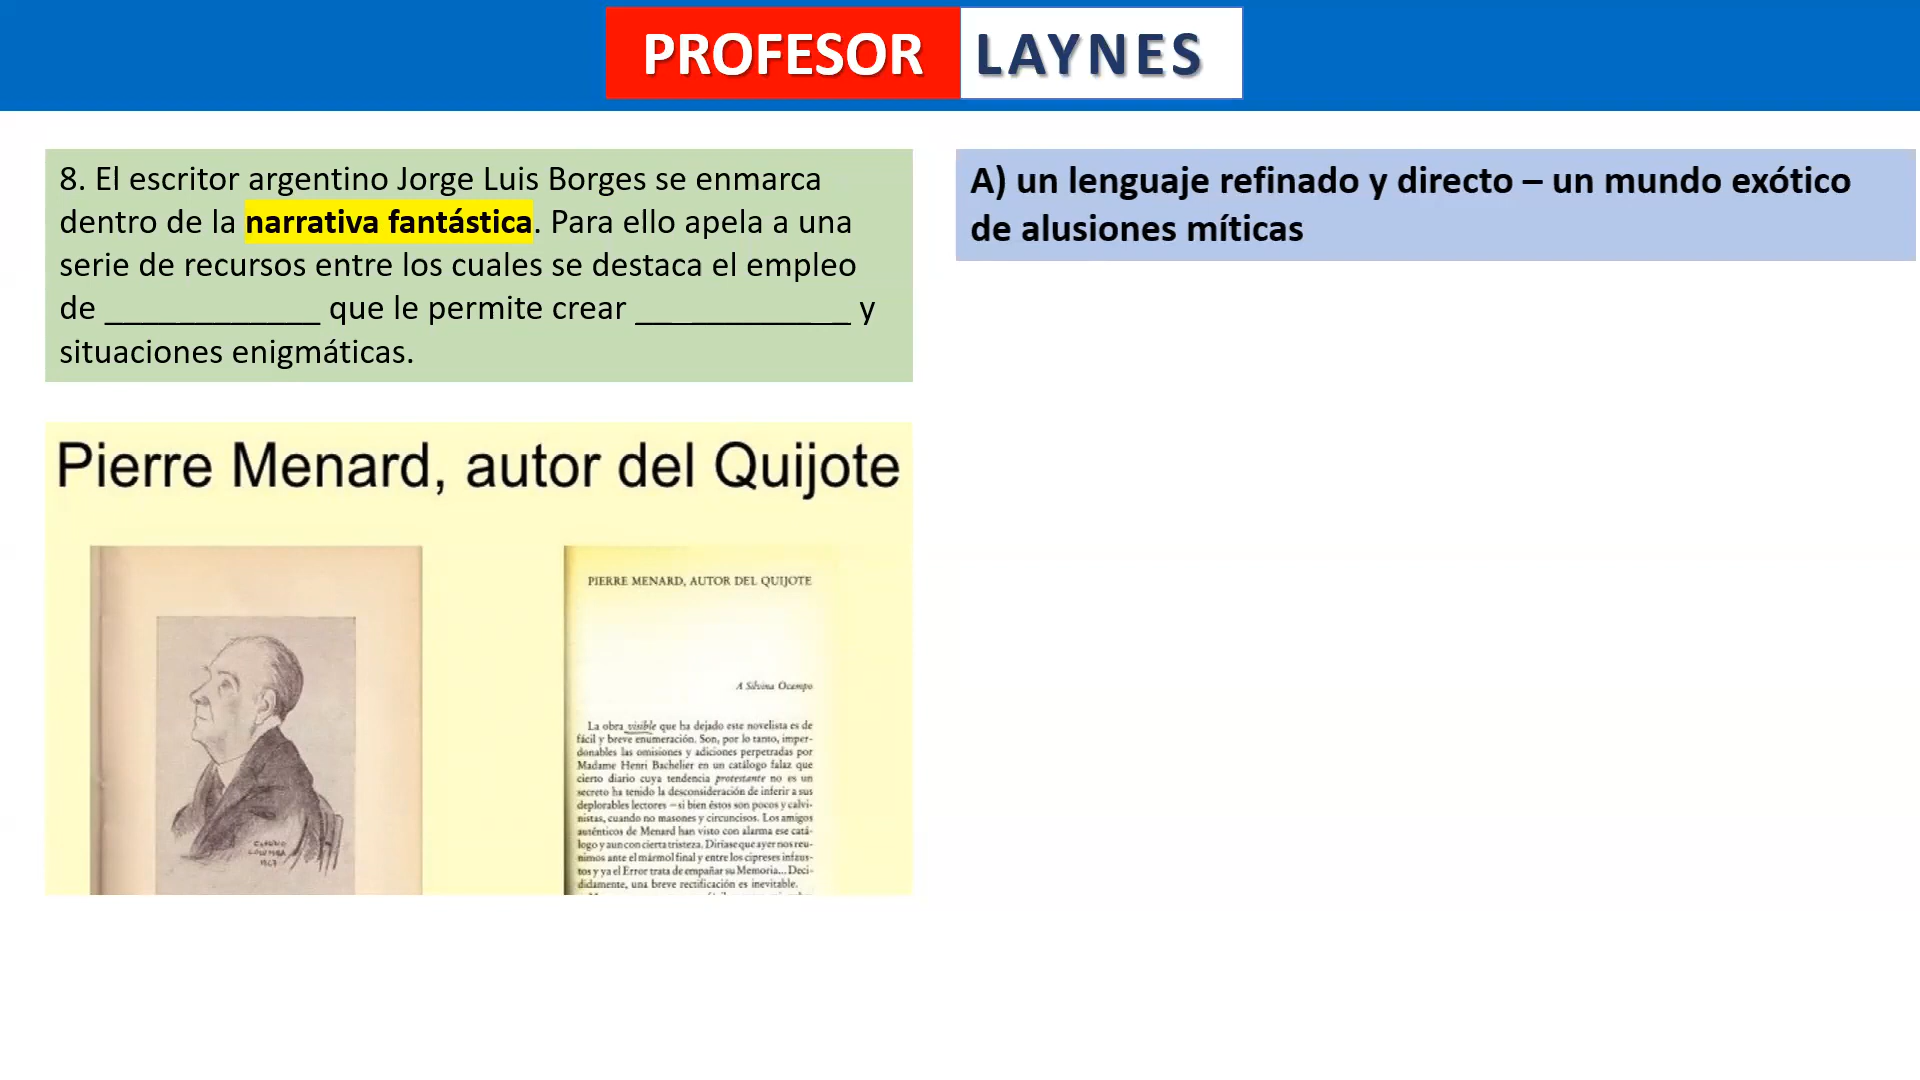 PROFESOR LAYNES
8. El escritor argentino Jorge Luis Borges se enmarca
dentro de la narrativa fantástica. Para ello apela a una
serie de recursos entre los cuales se destaca el empleo
de ____________ que le permite crear ____________ y
situaciones enigmáticas.
A) un lenguaje refinado y directo – un mundo exótico
de alusiones míticas
Pierre Menard, autor del Quijote
PIERRE MENARD, AUTOR DEL QUIJOTE
A Silvina Ocampo
La obra visible que ha dejado este novelista es de
fácil y breve enumeración. Son, por lo tanto, imper-
donables las omisiones y adiciones perpetradas por
Madame Henri Bachelier en un catálogo falaz que
cierto diario cuya tendencia protestante no es un
secreto ha tenido la desconsideración de inferir a sus
deplorables lectores —si bien éstos son pocos y calvi-
nistas, cuando no masones y circuncisos. Los amigos
auténticos de Menard han visto con alarma ese catá-
logo y aun con cierta tristeza. Diríase que ayer nos reu-
nimos ante el mármol final y entre los cipreses infaus-
tos y ya el Error trata de empañar su Memoria... Deci-
didamente, una breve rectificación es inevitable.